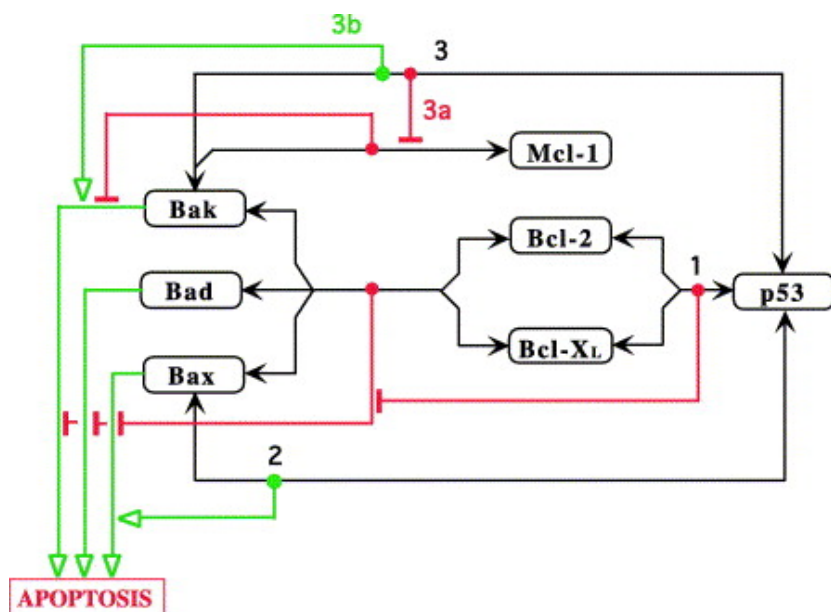 3b
3
3a
Mcl-1
Bak
Bcl-2
1
Bad
p53
Bcl-XL
Bax
2
APOPTOSIS